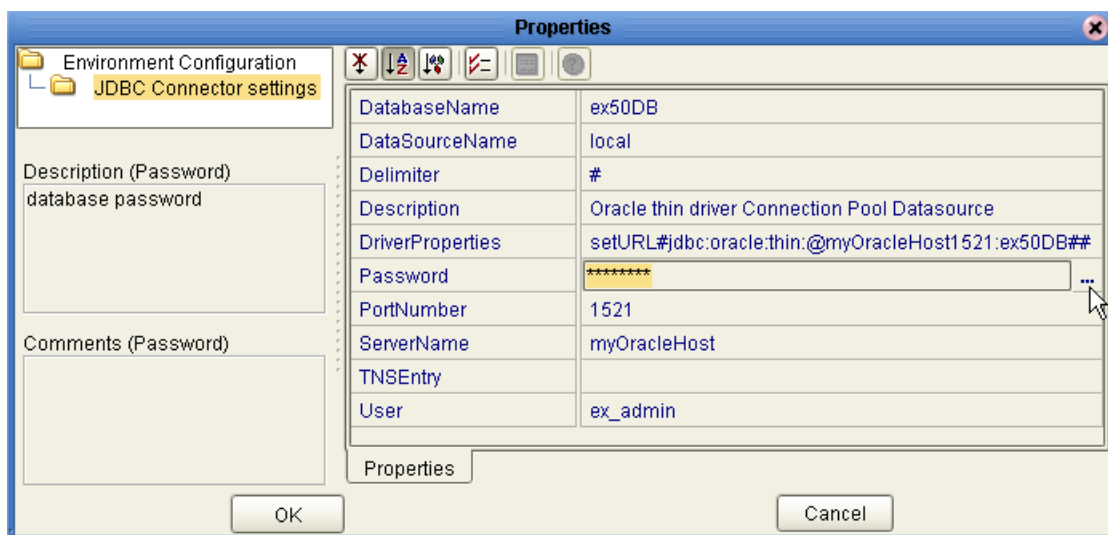 Properties
Environment Configuration
JDBC Connector settings
Description (Password)
database password
Comments (Password)
DatabaseName ex50DB
DataSourceName local
Delimiter #
Description Oracle thin driver Connection Pool Datasource
DriverProperties setURL#jdbc:oracle:thin:@myOracleHost1521:ex50DB##
Password ******** ...
PortNumber 1521
ServerName myOracleHost
TNSEntry
User ex_admin
Properties
OK Cancel